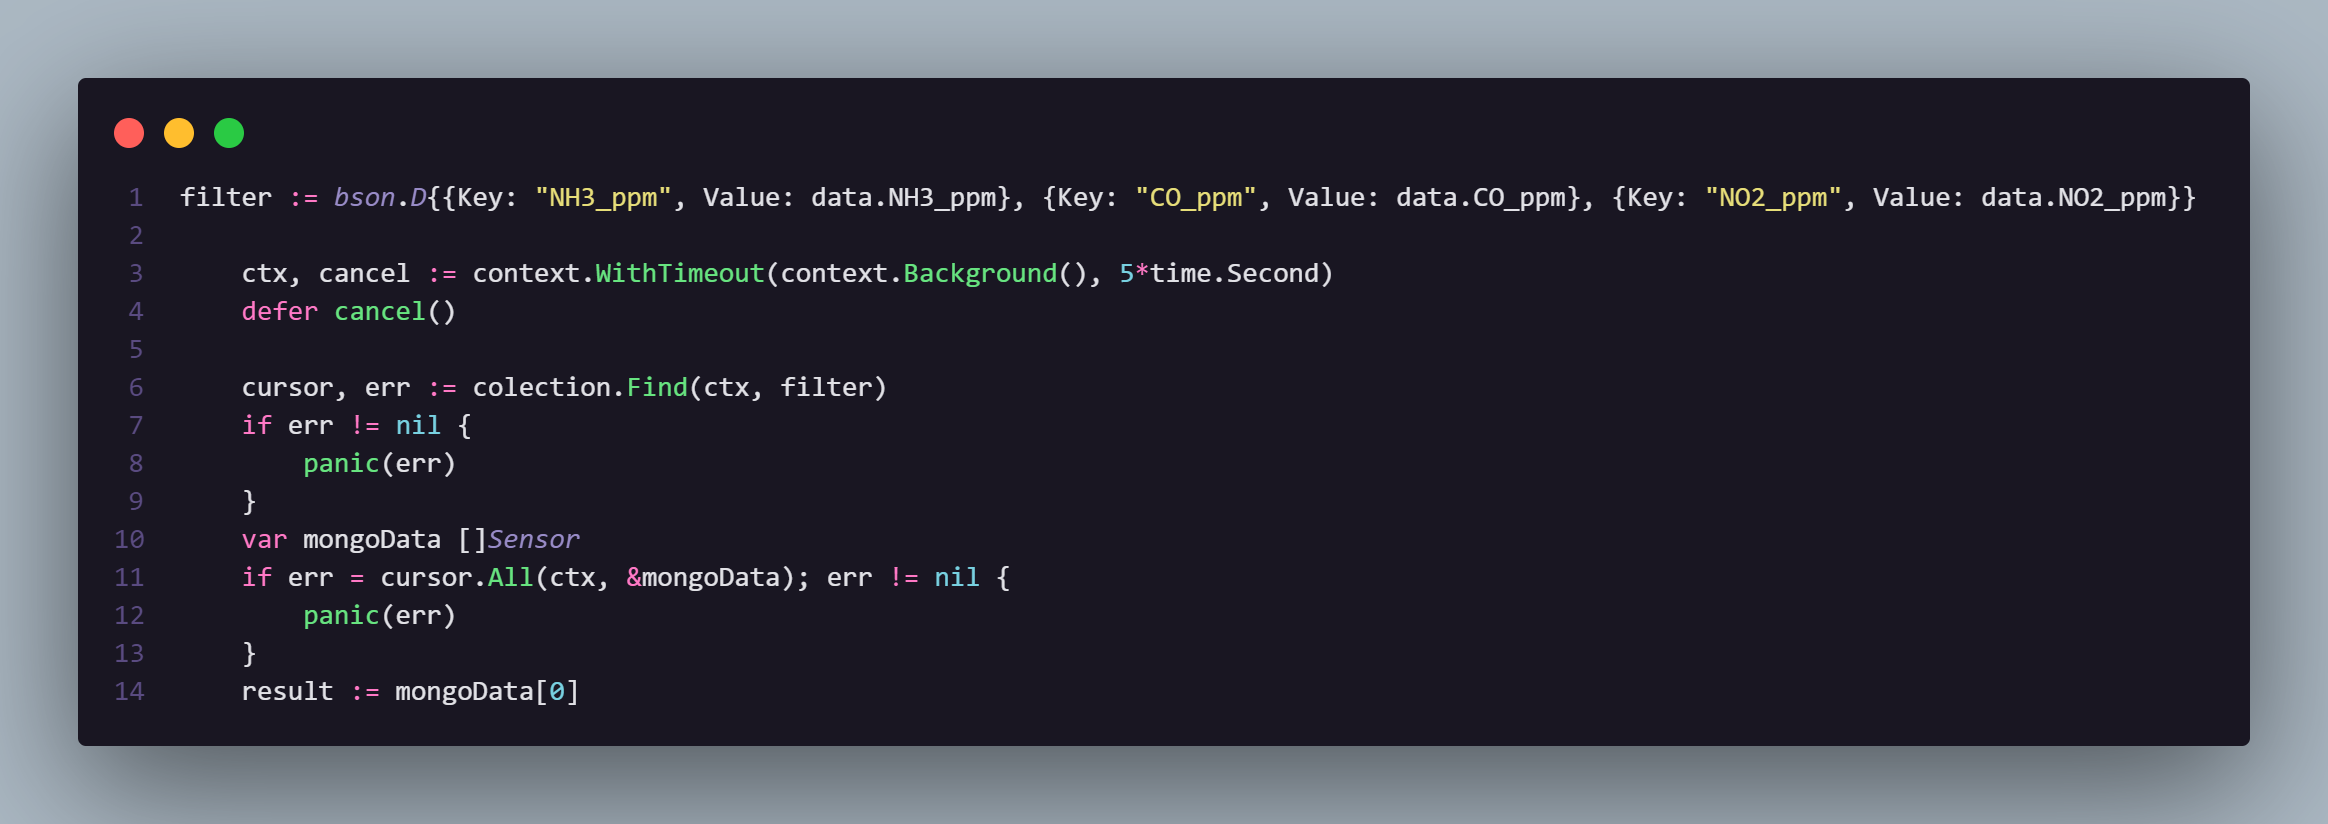 1 filter := bson.D{{Key: "NH3_ppm", Value: data.NH3_ppm}, {Key: "CO_ppm", Value: data.CO_ppm}, {Key: "NO2_ppm", Value: data.NO2_ppm}}
2
3     ctx, cancel := context.WithTimeout(context.Background(), 5*time.Second)
4     defer cancel()
5
6     cursor, err := colection.Find(ctx, filter)
7     if err != nil {
8         panic(err)
9     }
10     var mongoData []Sensor
11     if err = cursor.All(ctx, &mongoData); err != nil {
12         panic(err)
13     }
14     result := mongoData[0]